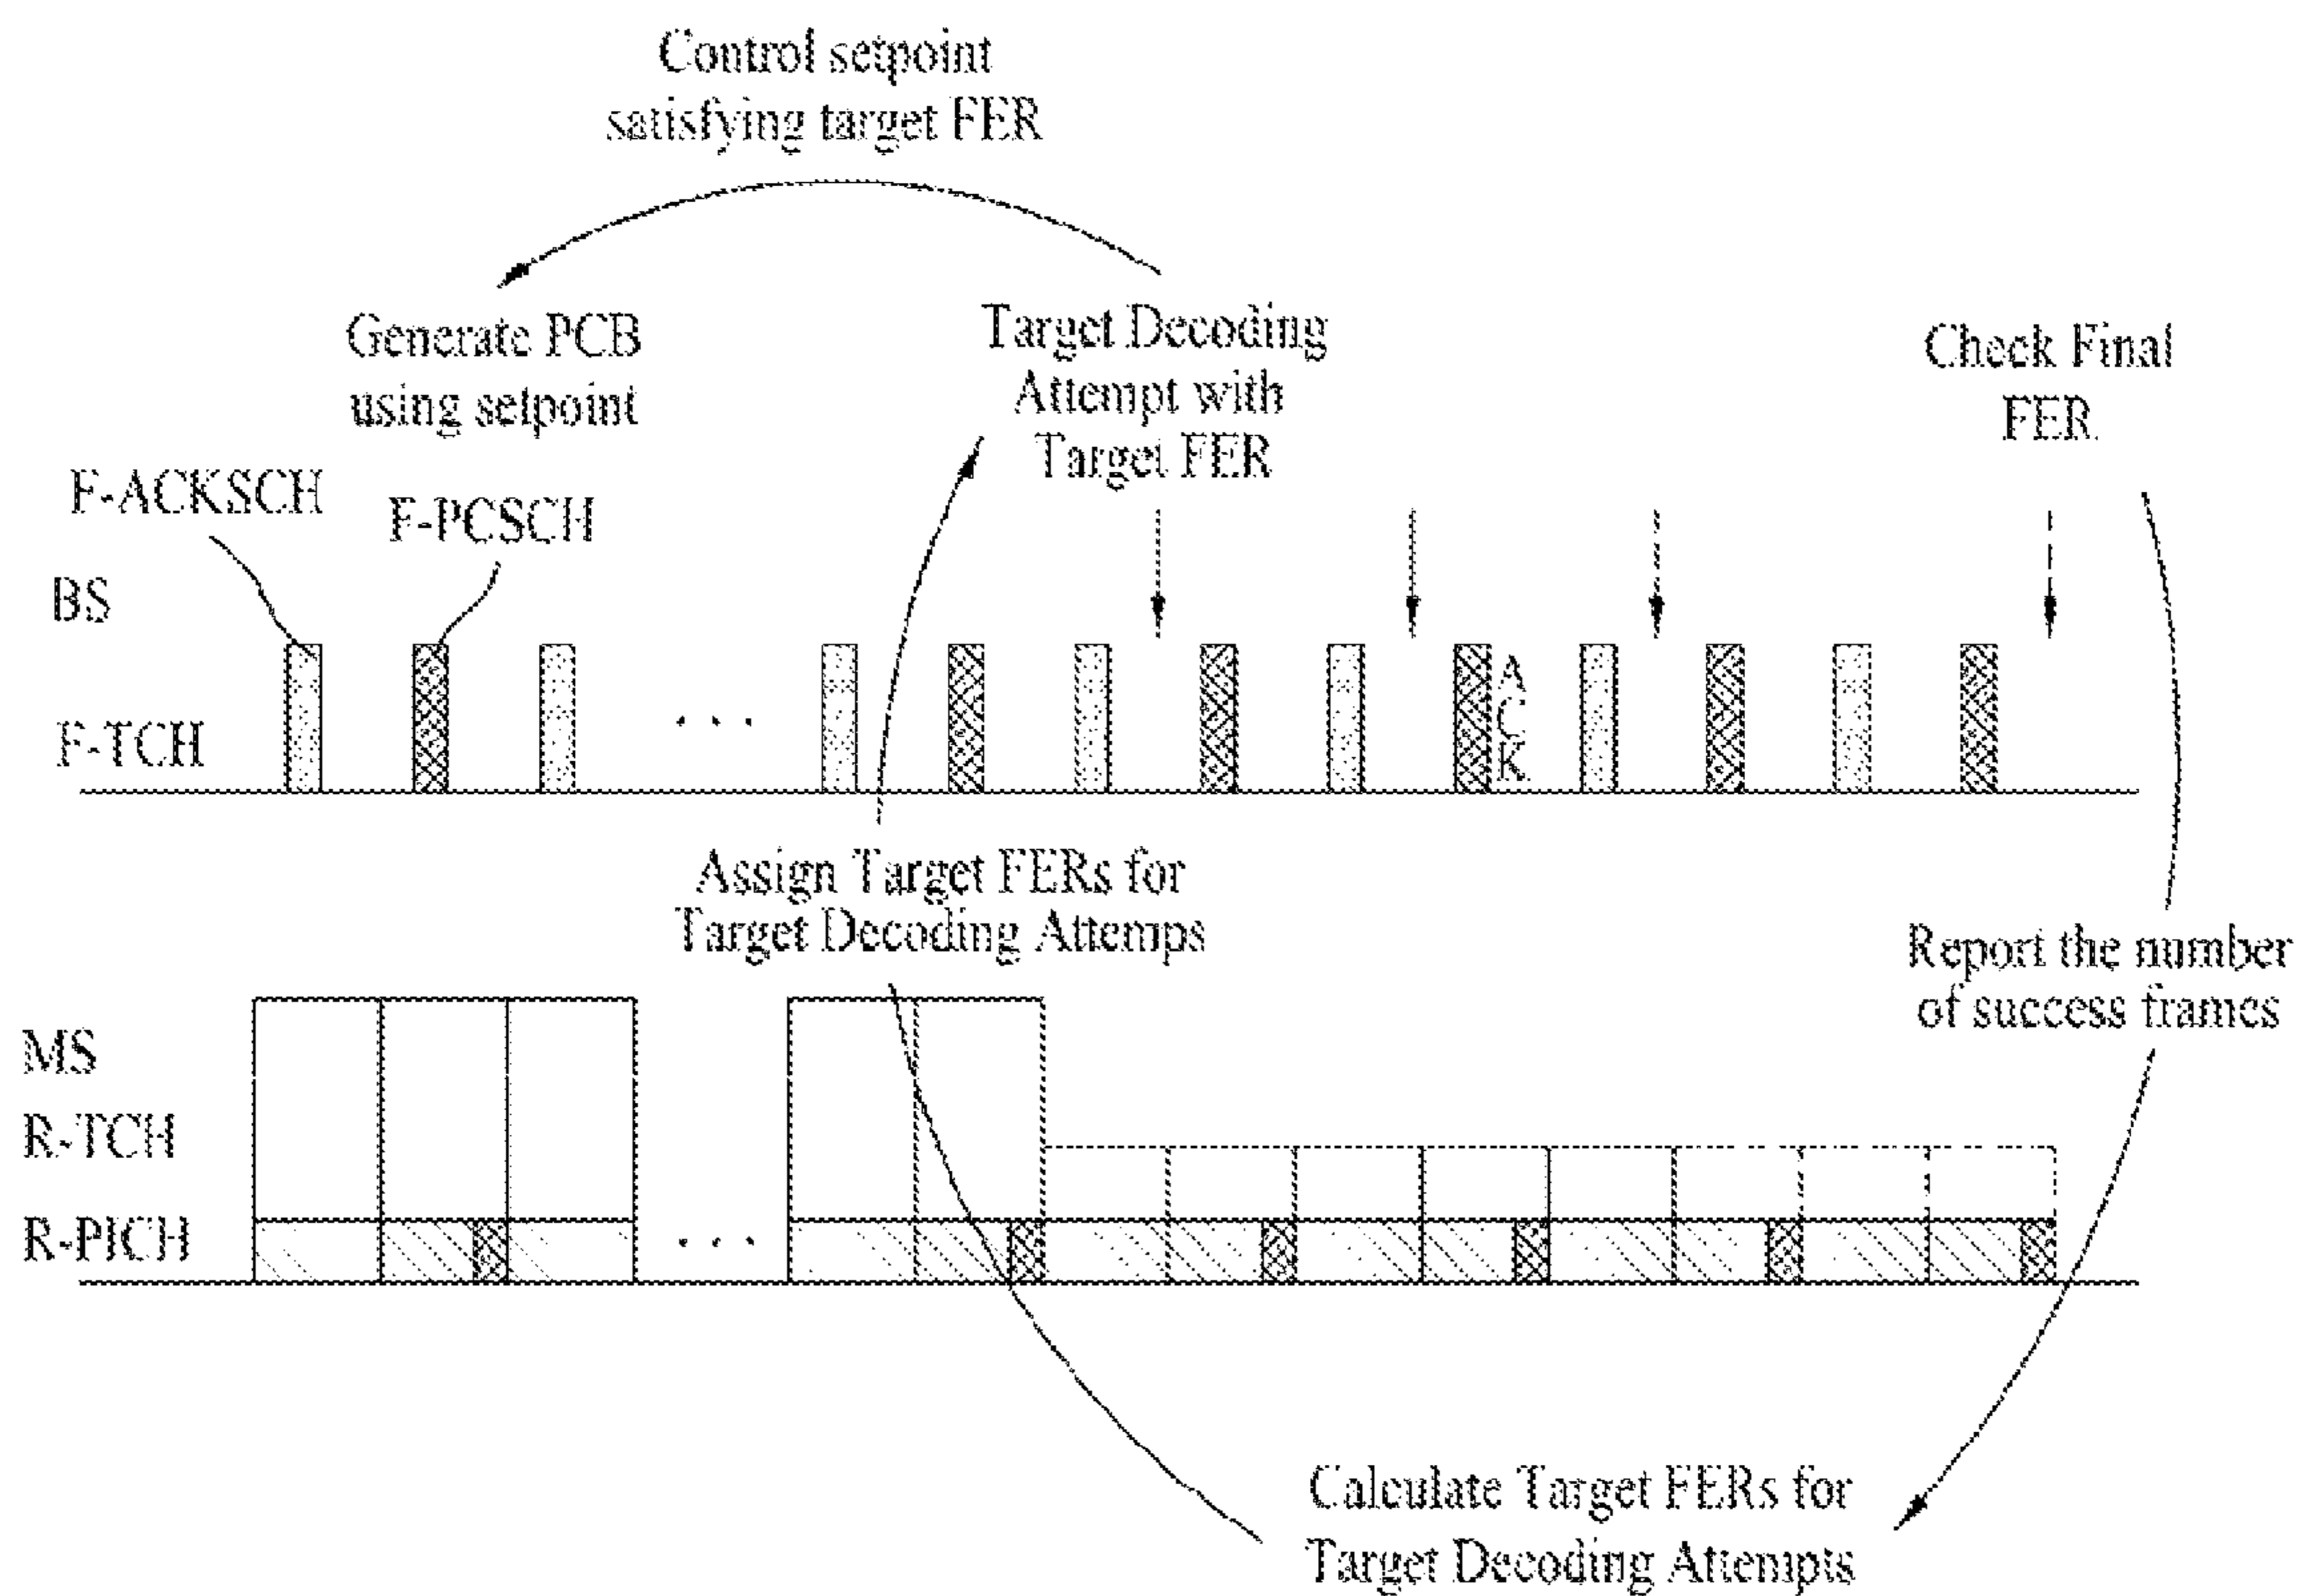 Control setpoint
satisfying target FER
Generate PCB
using setpoint
Target Decoding
Attempt with
Target FER
Check Final
FER
F-ACKSCH
F-PCSCH
BS
F-TCH
A
C
K
Assign Target FERs for
Target Decoding Attemps
Report the number
of success frames
MS
R-TCH
R-PICH
. . .
. . .
Calculate Target FERs for
Target Decoding Attempts